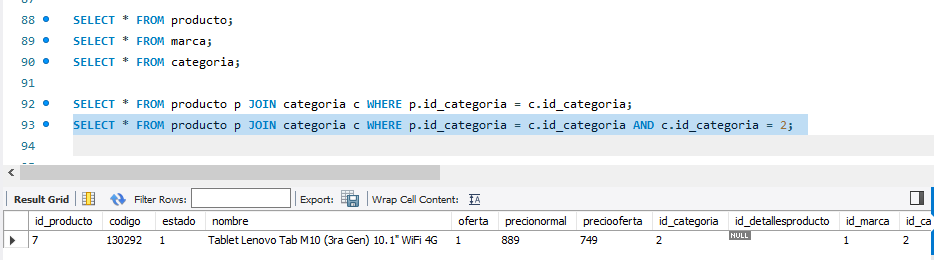 88 SELECT * FROM producto;
89 SELECT * FROM marca;
90 SELECT * FROM categoria;
91
92 SELECT * FROM producto p JOIN categoria c WHERE p.id_categoria = c.id_categoria;
93 SELECT * FROM producto p JOIN categoria c WHERE p.id_categoria = c.id_categoria AND c.id_categoria = 2;
94
Result Grid Filter Rows: Export: Wrap Cell Content:
id_producto codigo estado nombre oferta precionormal preciooferta id_categoria id_detallesproducto id_marca id_ca
7 130292 1 Tablet Lenovo Tab M10 (3ra Gen) 10.1" WiFi 4G 1 889 749 2 NULL 1 2